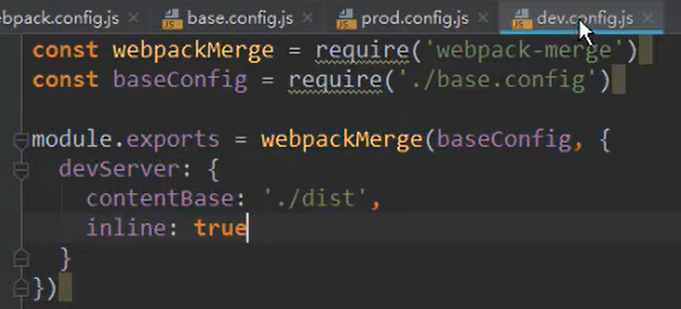 ebpack.config.js base.config.js prod.config.js dev.config.js
const webpackMerge = require('webpack-merge')
const baseConfig = require('./base.config')
module.exports = webpackMerge(baseConfig, {
devServer: {
contentBase: './dist',
inline: true
}
})